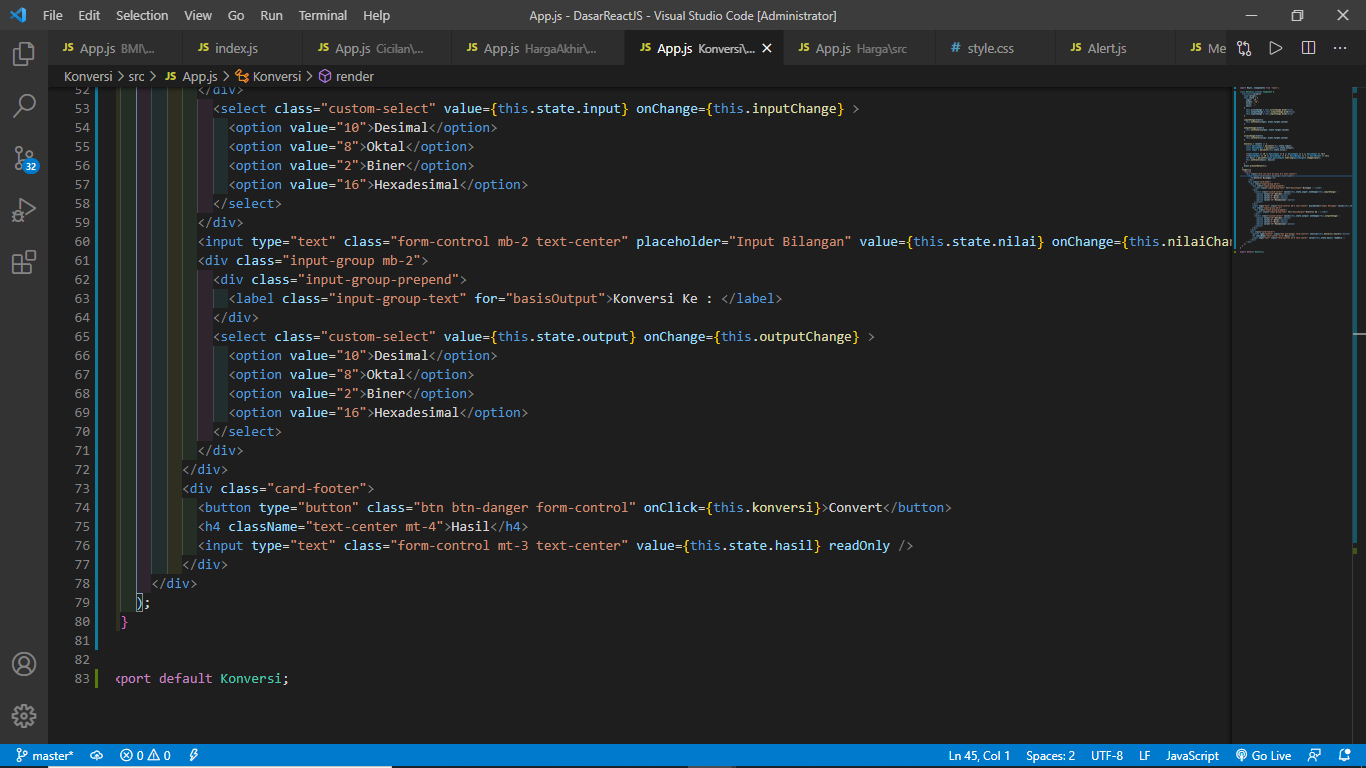 File Edit Selection View Go Run Terminal Help App.js - DasarReactJS - Visual Studio Code [Administrator]
JS App.js BMI\... JS index.js JS App.js Cicilan\... JS App.js HargaAkhir\... JS App.js Konversi\... JS App.js Harga\src # style.css JS Alert.js JS Me
Konversi > src > JS App.js > Konversi > render
52 </div>
53 <select class="custom-select" value={this.state.input} onChange={this.inputChange} >
54 <option value="10">Desimal</option>
55 <option value="8">Oktal</option>
56 <option value="2">Biner</option>
57 <option value="16">Hexadesimal</option>
58 </select>
59 </div>
60 <input type="text" class="form-control mb-2 text-center" placeholder="Input Bilangan" value={this.state.nilai} onChange={this.nilaiChan
61 <div class="input-group mb-2">
62 <div class="input-group-prepend">
63 <label class="input-group-text" for="basisOutput">Konversi Ke : </label>
64 </div>
65 <select class="custom-select" value={this.state.output} onChange={this.outputChange} >
66 <option value="10">Desimal</option>
67 <option value="8">Oktal</option>
68 <option value="2">Biner</option>
69 <option value="16">Hexadesimal</option>
70 </select>
71 </div>
72 </div>
73 <div class="card-footer">
74 <button type="button" class="btn btn-danger form-control" onClick={this.konversi}>Convert</button>
75 <h4 className="text-center mt-4">Hasil</h4>
76 <input type="text" class="form-control mt-3 text-center" value={this.state.hasil} readOnly />
77 </div>
78 </div>
79 );
80 }
81
82
83 xport default Konversi;
32
master* 0 0 Ln 45, Col 1 Spaces: 2 UTF-8 LF JavaScript Go Live